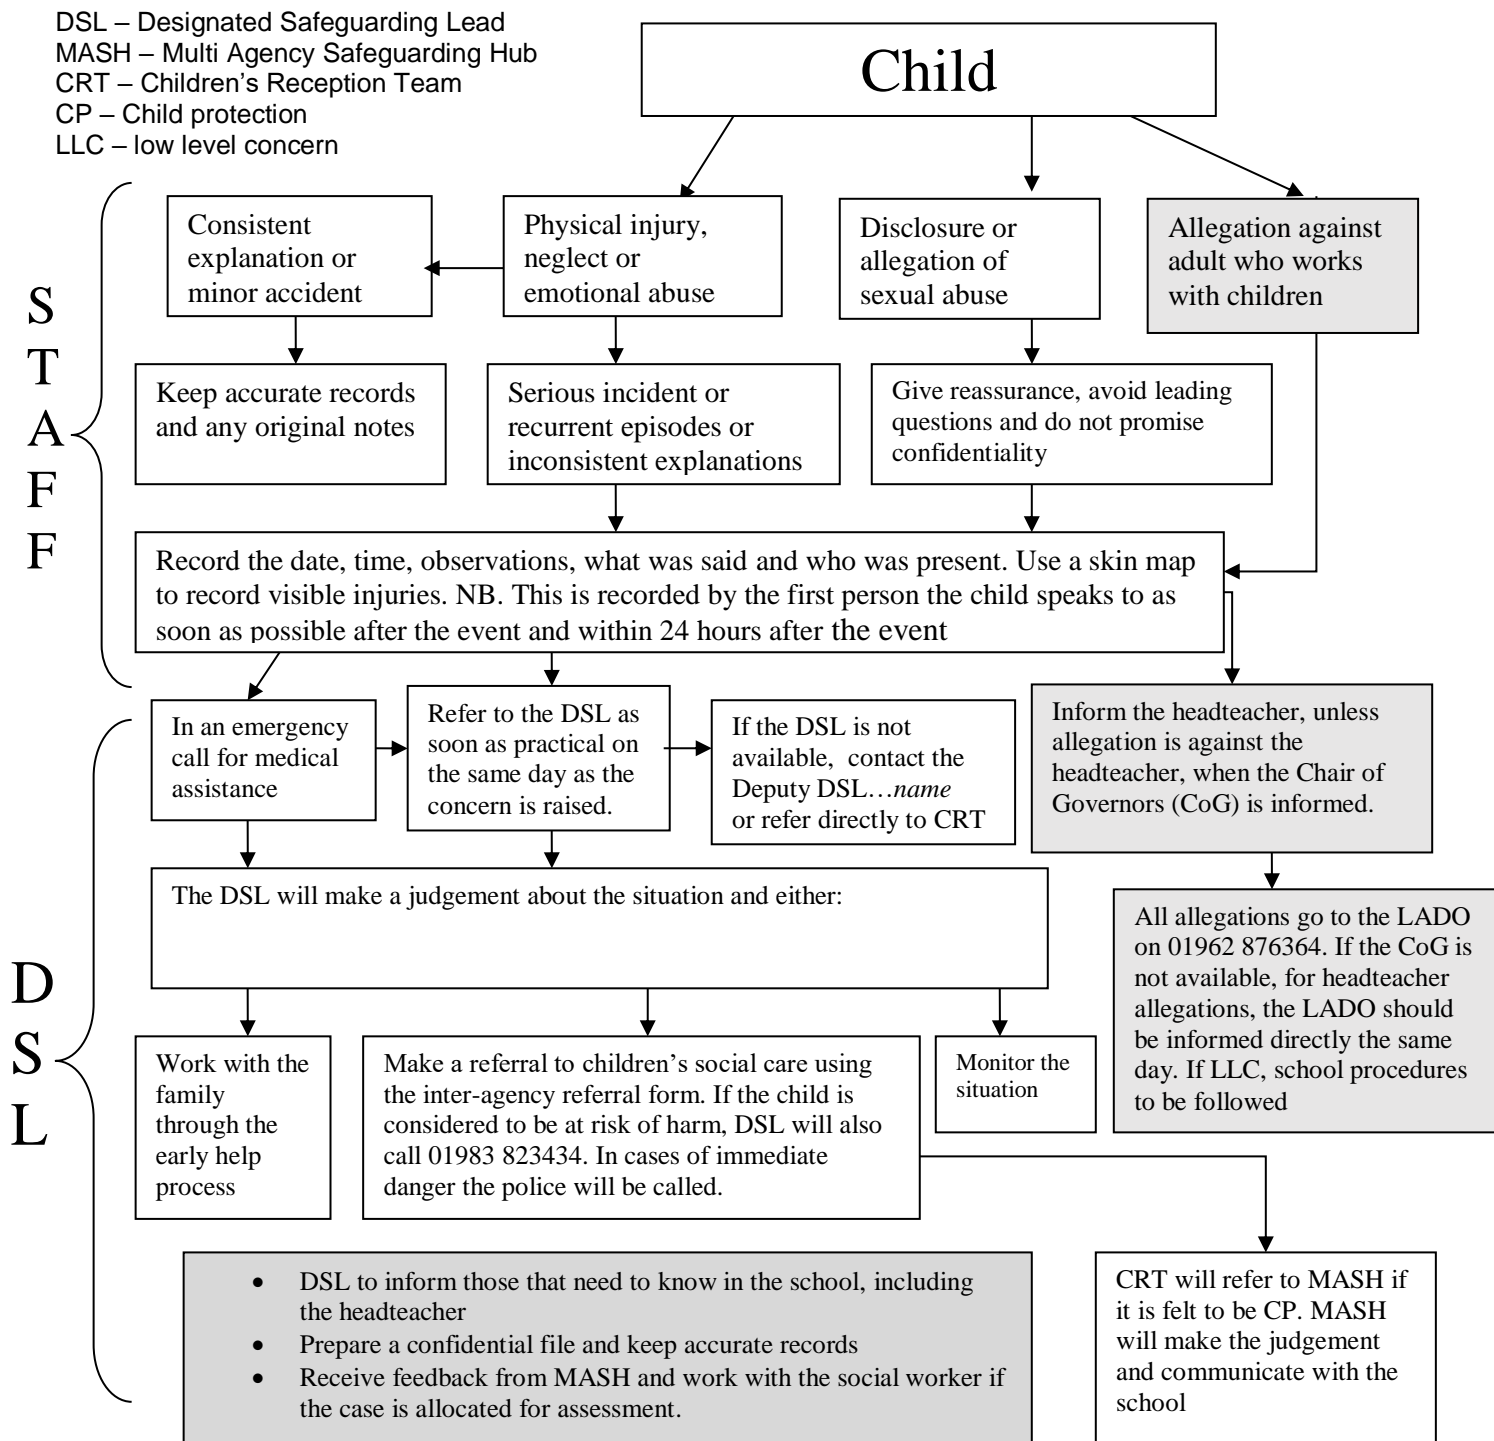 DSL – Designated Safeguarding Lead
MASH – Multi Agency Safeguarding Hub
CRT – Children's Reception Team
CP – Child protection
LLC – low level concern
Child
STAFF
Consistent
explanation or
minor accident
Physical injury,
neglect or
emotional abuse
Disclosure or
allegation of
sexual abuse
Allegation against
adult who works
with children
Keep accurate records
and any original notes
Serious incident or
recurrent episodes or
inconsistent explanations
Give reassurance, avoid leading
questions and do not promise
confidentiality
Record the date, time, observations, what was said and who was present. Use a skin map
to record visible injuries. NB. This is recorded by the first person the child speaks to as
soon as possible after the event and within 24 hours after the event
DSL
In an emergency
call for medical
assistance
Refer to the DSL as
soon as practical on
the same day as the
concern is raised.
If the DSL is not
available, contact the
Deputy DSL…name
or refer directly to CRT
Inform the headteacher, unless
allegation is against the
headteacher, when the Chair of
Governors (CoG) is informed.
The DSL will make a judgement about the situation and either:
All allegations go to the LADO
on 01962 876364. If the CoG is
not available, for headteacher
allegations, the LADO should
be informed directly the same
day. If LLC, school procedures
to be followed
Work with the
family
through the
early help
process
Make a referral to children's social care using
the inter-agency referral form. If the child is
considered to be at risk of harm, DSL will also
call 01983 823434. In cases of immediate
danger the police will be called.
Monitor the
situation
• DSL to inform those that need to know in the school, including
the headteacher
• Prepare a confidential file and keep accurate records
• Receive feedback from MASH and work with the social worker if
the case is allocated for assessment.
CRT will refer to MASH if
it is felt to be CP. MASH
will make the judgement
and communicate with the
school